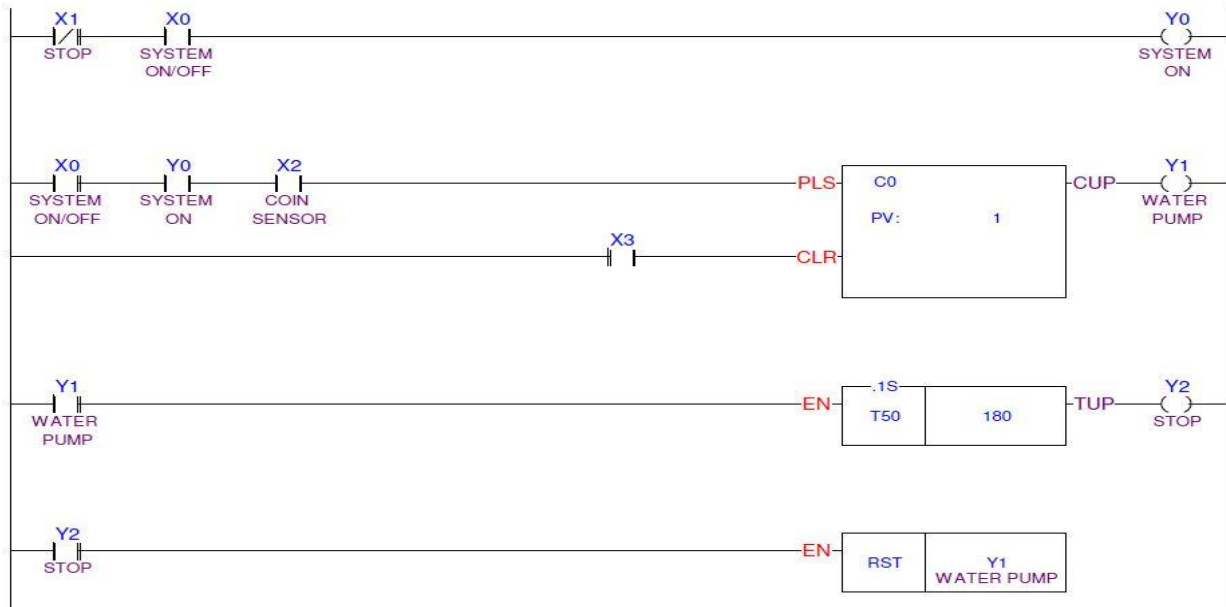 X1 X0 Y0
STOP SYSTEM SYSTEM
ON/OFF ON
X0 Y0 X2 Y1
PLS C0 CUP
SYSTEM SYSTEM COIN WATER
ON/OFF ON SENSOR PV: 1 PUMP
X3
CLR
Y1 .1S Y2
EN T50 180 TUP
WATER STOP
PUMP
Y2
EN RST Y1
STOP WATER PUMP